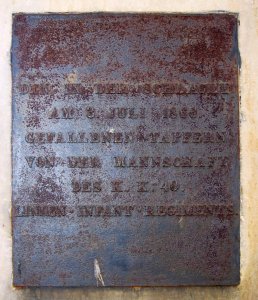 DEN IN DER SCHLACHT
AM 3. JULI 1866
GEFALLENEN TAPFERN
VON DER MANNSCHAFT
DES K. K. 40.
LINIEN-INFANT. REGIMENTS.